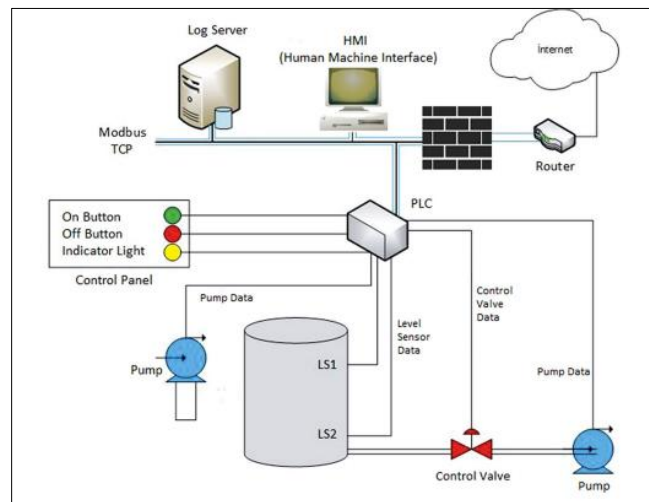 Log Server
HMI
(Human Machine Interface)
İnternet
Modbus
TCP
Router
PLC
On Button
Off Button
Indicator Light
Control Panel
Pump Data
Level
Sensor
Data
Control
Valve
Data
Pump
LS1
Pump Data
LS2
Control Valve
Pump